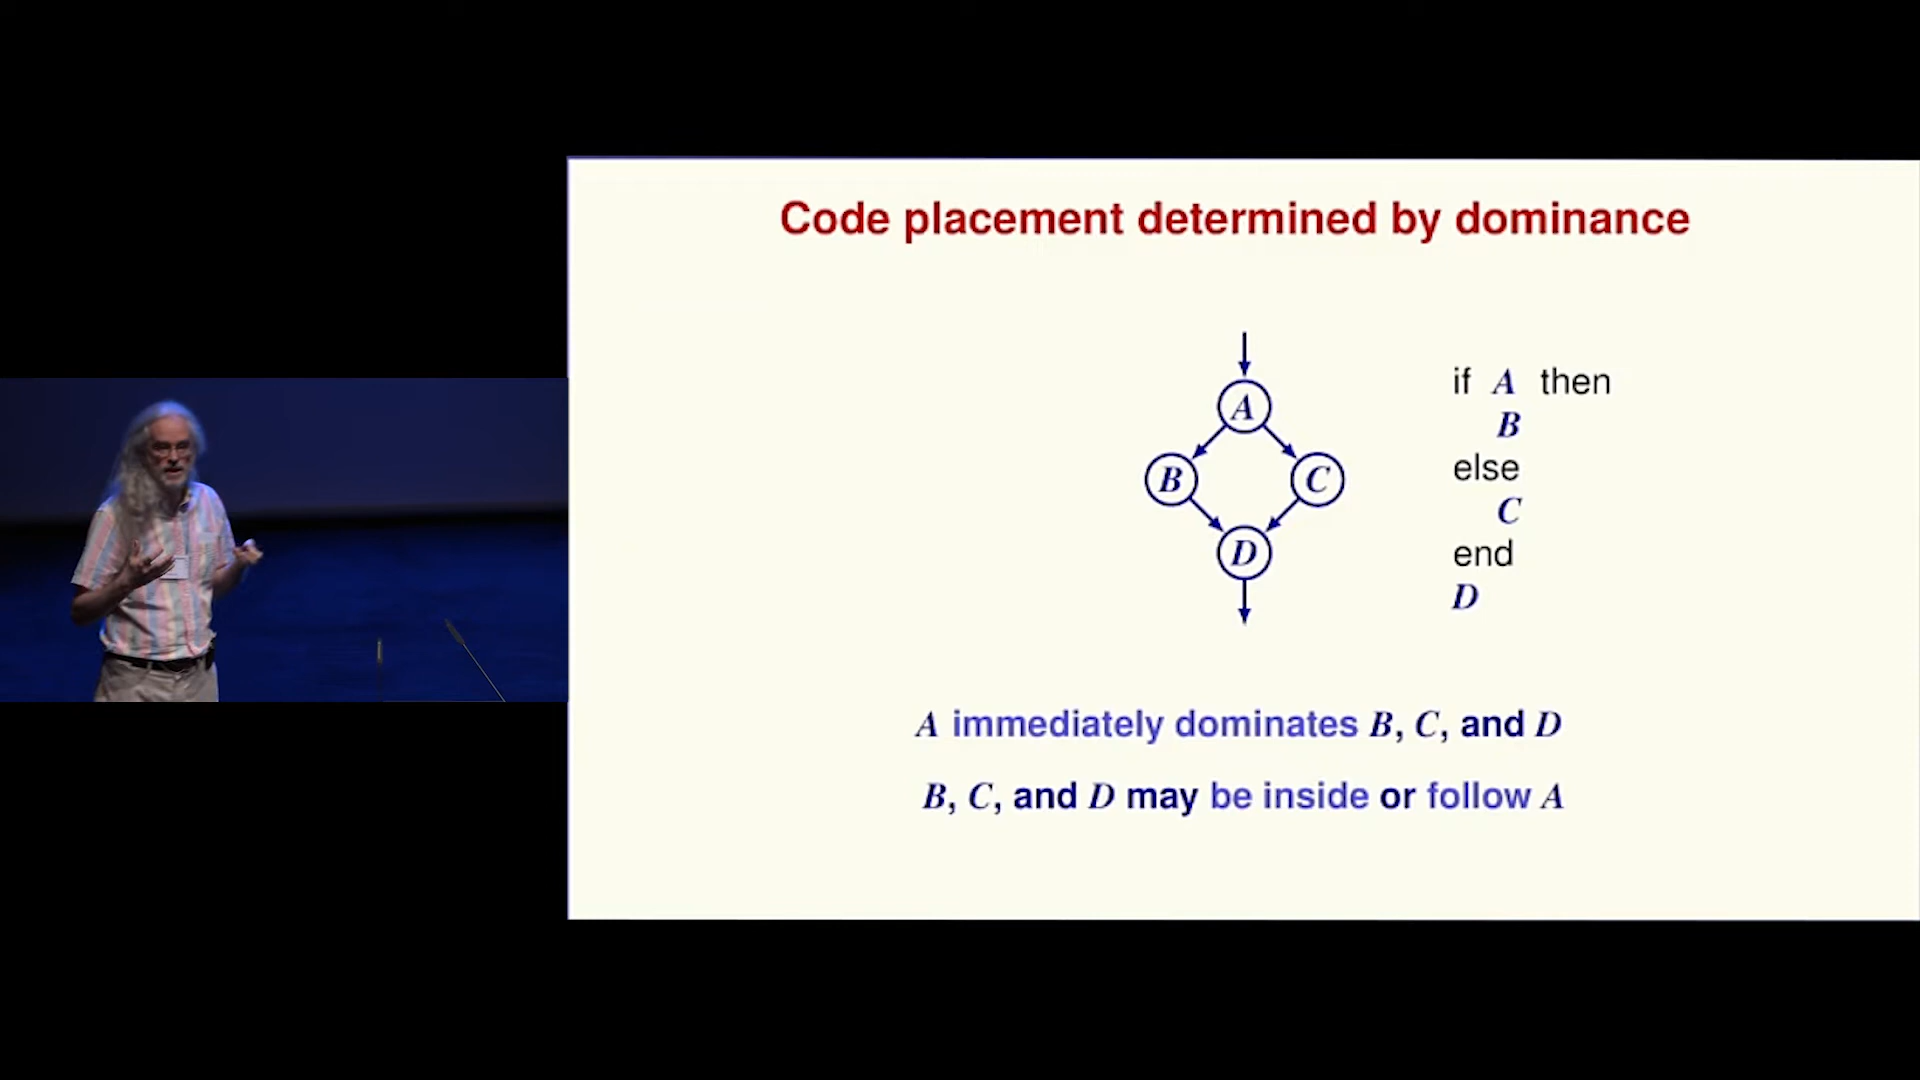 Code placement determined by dominance
A
B C
D
if A then
B
else
C
end
D
A immediately dominates B, C, and D
B, C, and D may be inside or follow A